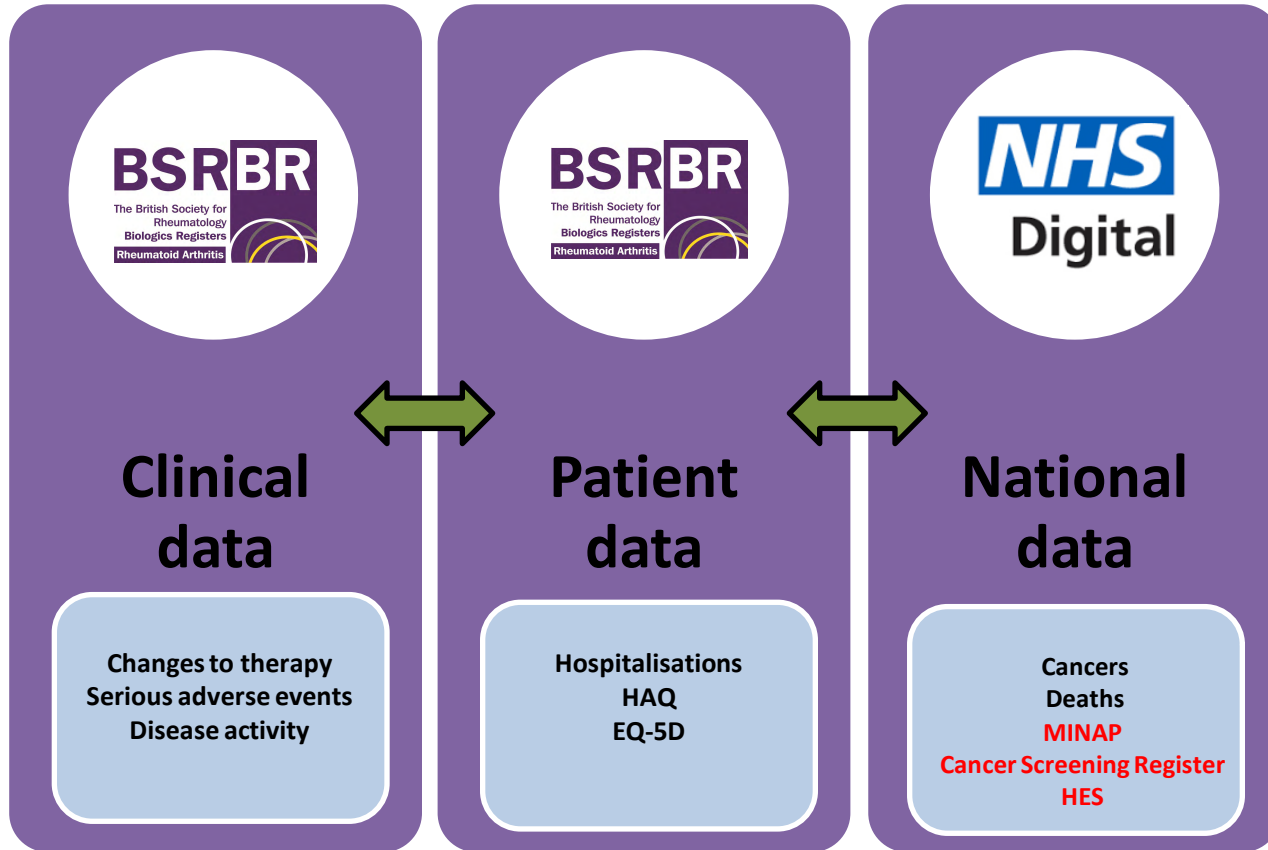 BSRBR
The British Society for
Rheumatology
Biologics Registers
Rheumatoid Arthritis
Clinical
data
Changes to therapy
Serious adverse events
Disease activity
BSRBR
The British Society for
Rheumatology
Biologics Registers
Rheumatoid Arthritis
Patient
data
Hospitalisations
HAQ
EQ-5D
NHS
Digital
National
data
Cancers
Deaths
MINAP
Cancer Screening Register
HES